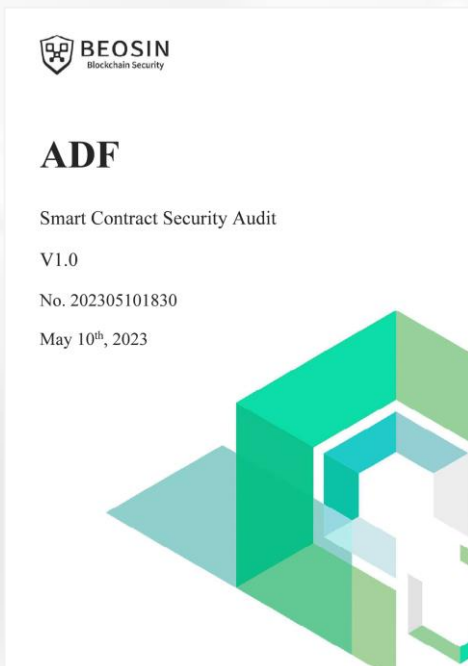 BEOSIN
Blockchain Security
ADF
Smart Contract Security Audit
V1.0
No. 202305101830
May 10th, 2023